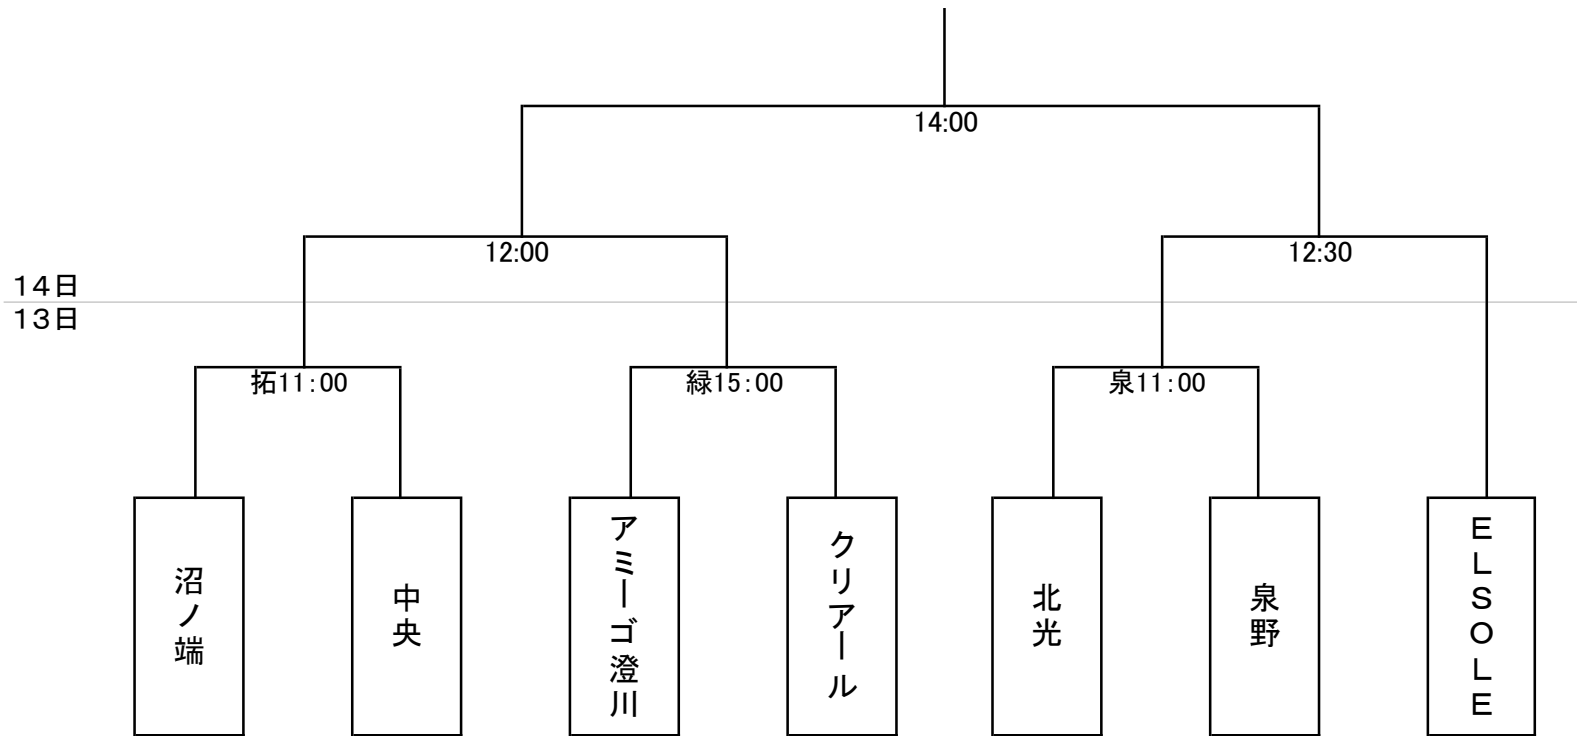 14:00
12:00
12:30
１４日
１３日
拓11:00
緑15:00
泉11:00
沼ノ端
中央
アミーゴ澄川
クリアール
北光
泉野
ＥＬＳＯＬＥ